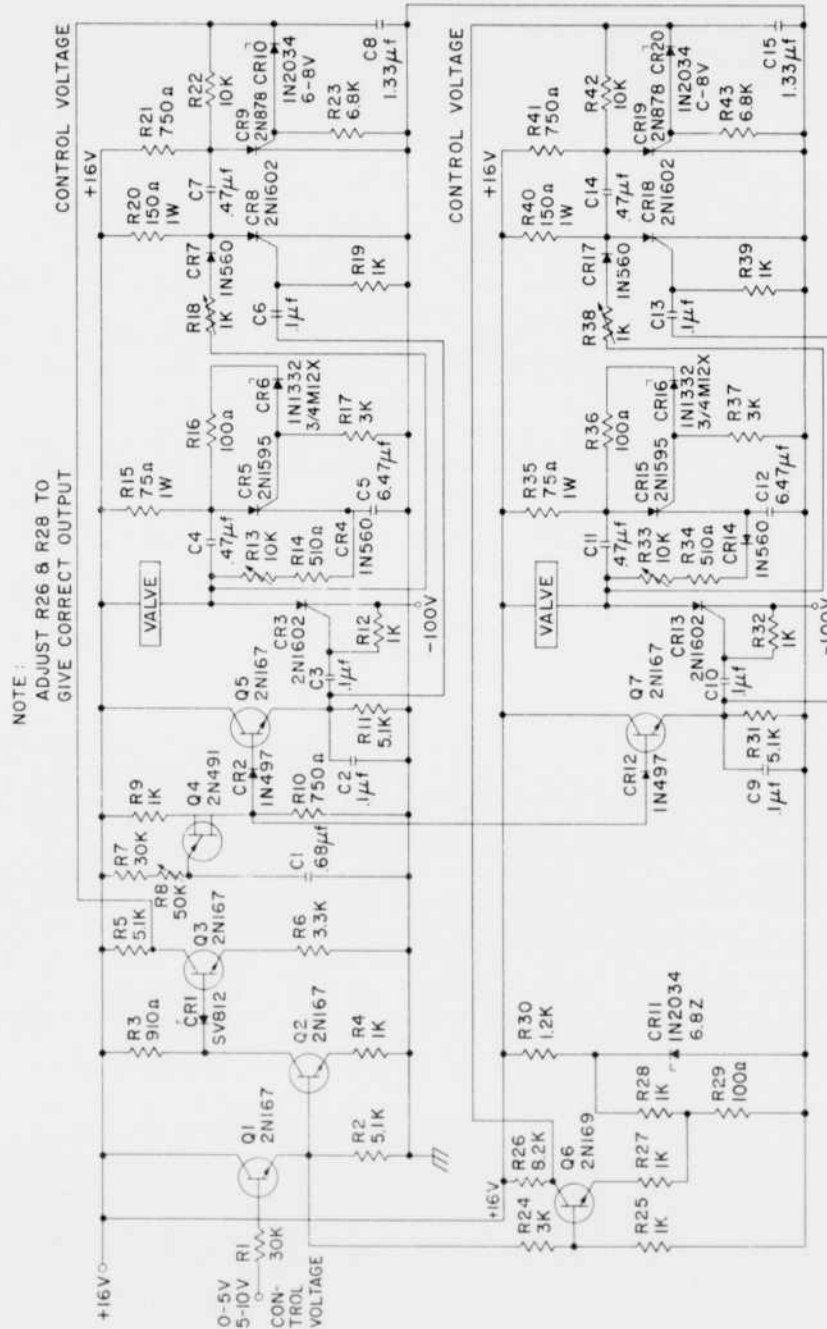 NOTE :
ADJUST R26 & R28 TO
GIVE CORRECT OUTPUT
+16V
0-5V
5-10V
CON-
TROL
VOLTAGE
R1
30K
Q1
2N167
R2
5.1K
R3
910Ω
CR1
SV812
Q2
2N167
R4
1K
R5
5.1K
Q3
2N167
R6
3.3K
R7
30K
R8
50K
C1
.68µf
R9
1K
Q4
2N491
CR2
1N497
R10
750Ω
Q5
2N167
C2
.1µf
R11
5.1K
C3
.1µf
CR3
2N1602
R12
1K
-100V
VALVE
C4
.47µf
R13
10K
R14
510Ω
CR4
1N560
R15
75Ω
1W
CR5
2N1595
C5
6.47µf
R16
100Ω
CR6
1N1332
3/4M12X
R17
3K
R18
1K
CR7
1N560
C6
.1µf
R19
1K
R20
150Ω
1W
+16V
CR8
2N1602
C7
.47µf
R21
750Ω
CR9
2N878
R22
10K
CR10
1N2034
6-8V
R23
6.8K
CONTROL VOLTAGE
C8
1.33µf
+16V
R24
3K
R25
1K
R26
8.2K
Q6
2N169
R27
1K
R28
1K
R29
100Ω
R30
1.2K
CR11
1N2034
6.8Z
CR12
1N497
Q7
2N167
C9
.1µf
R31
5.1K
C10
.1µf
CR13
2N1602
R32
1K
-100V
VALVE
C11
.47µf
R33
10K
R34
510Ω
CR14
1N560
R35
75Ω
1W
CR15
2N1595
C12
6.47µf
R36
100Ω
CR16
1N1332
3/4M12X
R37
3K
R38
1K
CR17
1N560
C13
.1µf
R39
1K
R40
150Ω
1W
+16V
CR18
2N1602
C14
.47µf
R41
750Ω
CR19
2N878
R42
10K
CR20
1N2034
C-8V
R43
6.8K
CONTROL VOLTAGE
C15
1.33µf